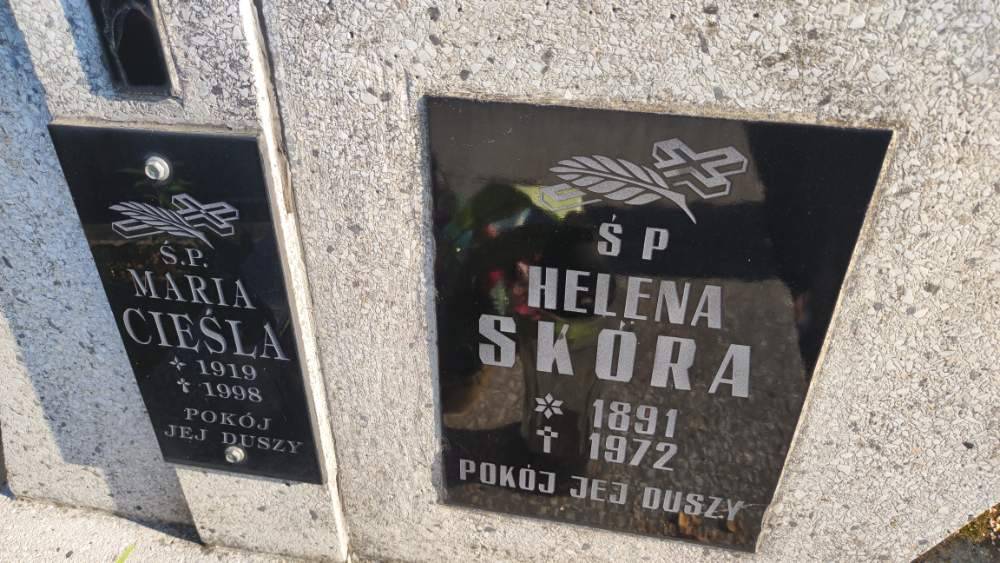 Ś.P.
MARIA
CIEŚLA
1919
1998
POKÓJ
JEJ DUSZY
Ś P
HELENA
SKÓRA
1891
1972
POKÓJ JEJ DUSZY